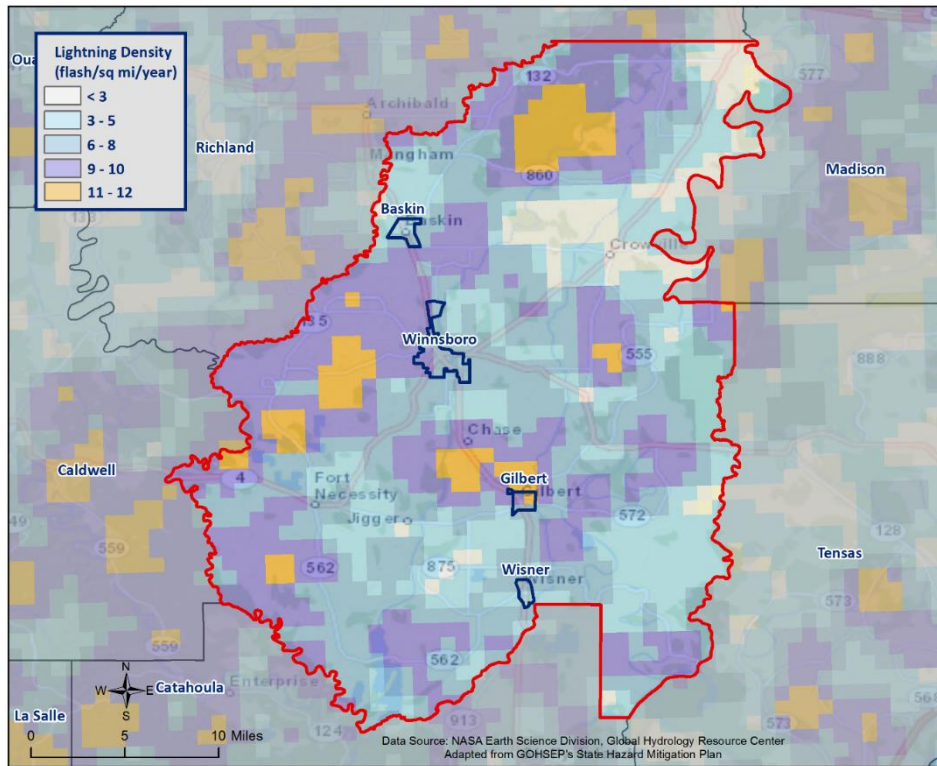 Lightning Density
(flash/sq mi/year)
< 3
3 - 5
6 - 8
9 - 10
11 - 12
132
577
Archibald
Richland
Mangham
860
Madison
133
Baskin
Baskin
Crowville
135
Winnsboro
555
888
Chase
Caldwell
4
Gilbert
Gilbert
Fort
Necessity
Jigger
572
49
559
128
562
875
Wisner
Wisner
Tensas
573
559
562
N
W E
S
Catahoula
Enterprise
La Salle
124
913
573
568
0 5 10 Miles
Data Source: NASA Earth Science Division, Global Hydrology Resource Center
Adapted from GOHSEP's State Hazard Mitigation Plan